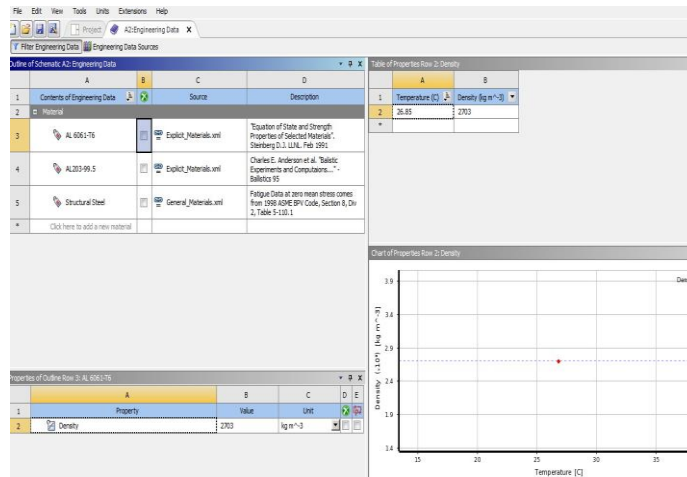 File Edit View Tools Units Extensions Help
Project A2:Engineering Data X
Filter Engineering Data Engineering Data Sources
Outline of Schematic A2: Engineering Data
A B C D
1 Contents of Engineering Data Source Description
2 Material
3 AL 6061-T6 Explicit_Materials.xml "Equation of State and Strength
Properties of Selected Materials".
Steinberg D.J. LLNL. Feb 1991
4 AL203-99.5 Explicit_Materials.xml Charles E. Anderson et al. "Balistic
Experiments and Computaions..." -
Ballistics 95
5 Structural Steel General_Materials.xml Fatigue Data at zero mean stress comes
from 1998 ASME BPV Code, Section 8, Div
2, Table 5-110.1
* Click here to add a new material
Table of Properties Row 2: Density
A B
1 Temperature (C) Density (kg m^-3)
2 26.85 2703
*
Properties of Outline Row 3: AL 6061-T6
A B C D E
1 Property Value Unit
2 Density 2703 kg m^-3
Chart of Properties Row 2: Density
Den
3.9
3.4
2.9
2.4
1.9
1.4
Density [kg m^-3]
15 20 25 30 35
Temperature [C]